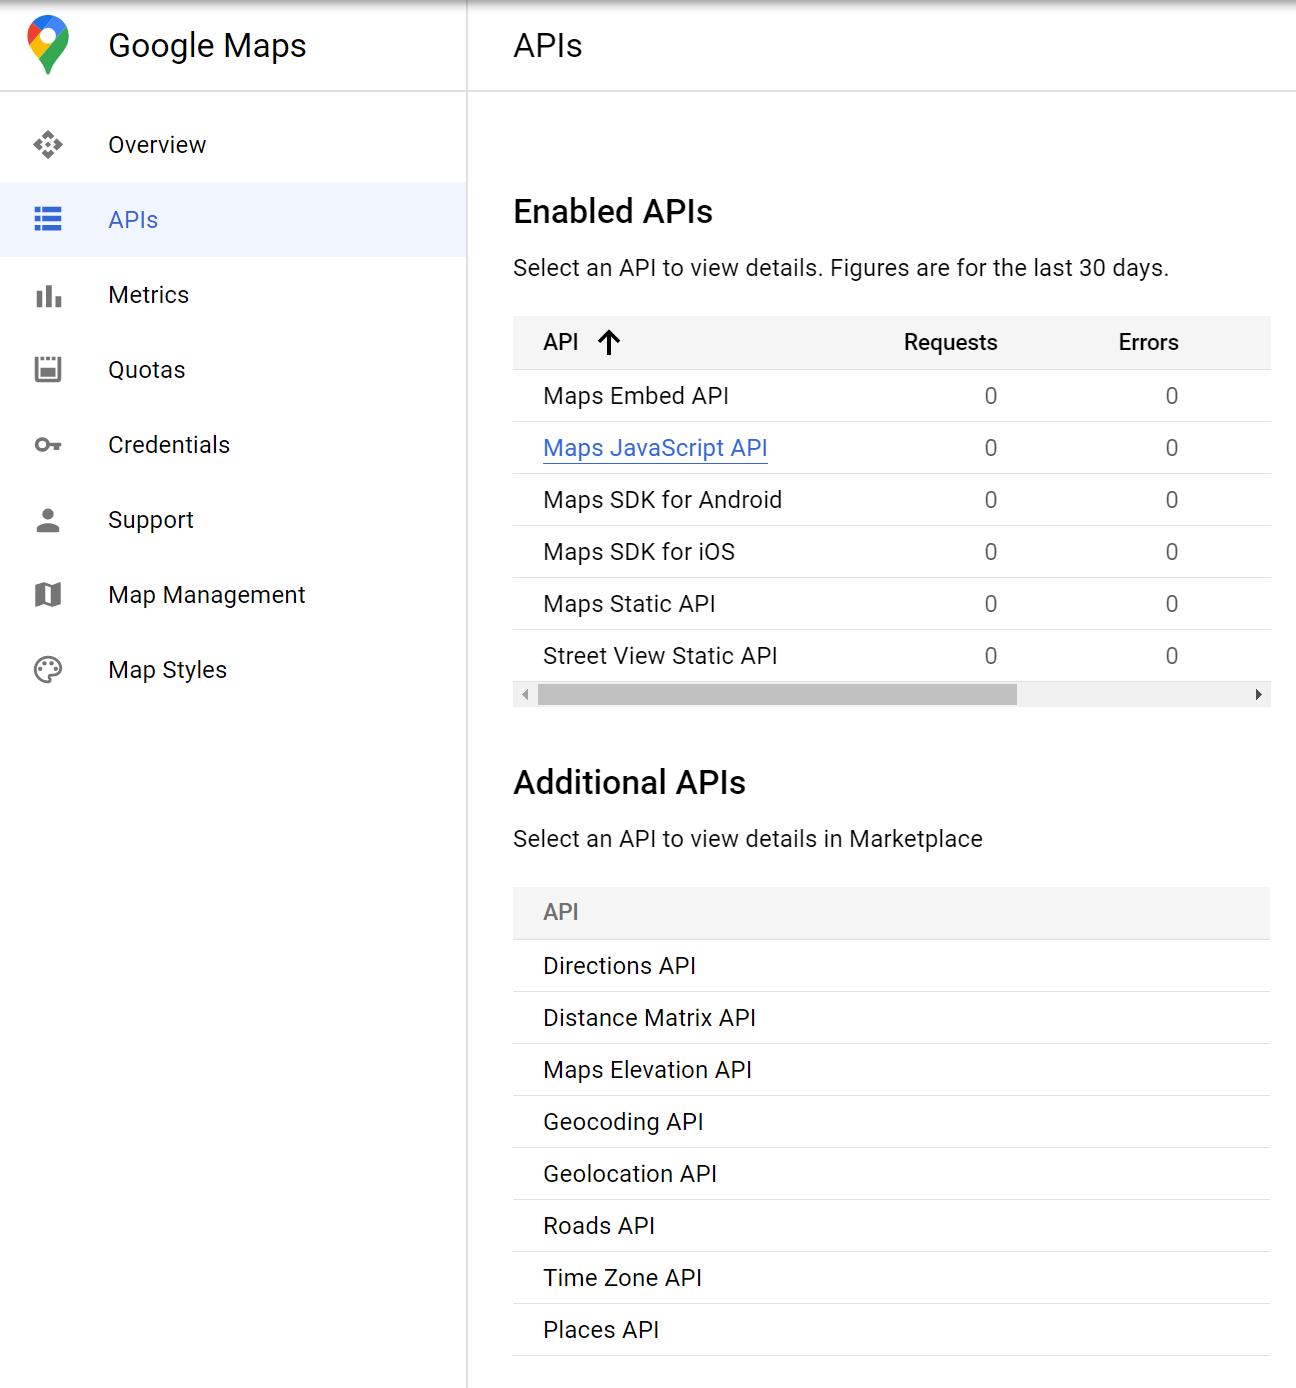 Google Maps
APIs
Overview
APIs
Metrics
Quotas
Credentials
Support
Map Management
Map Styles
Enabled APIs
Select an API to view details. Figures are for the last 30 days.
API Requests Errors
Maps Embed API 0 0
Maps JavaScript API 0 0
Maps SDK for Android 0 0
Maps SDK for iOS 0 0
Maps Static API 0 0
Street View Static API 0 0
Additional APIs
Select an API to view details in Marketplace
API
Directions API
Distance Matrix API
Maps Elevation API
Geocoding API
Geolocation API
Roads API
Time Zone API
Places API